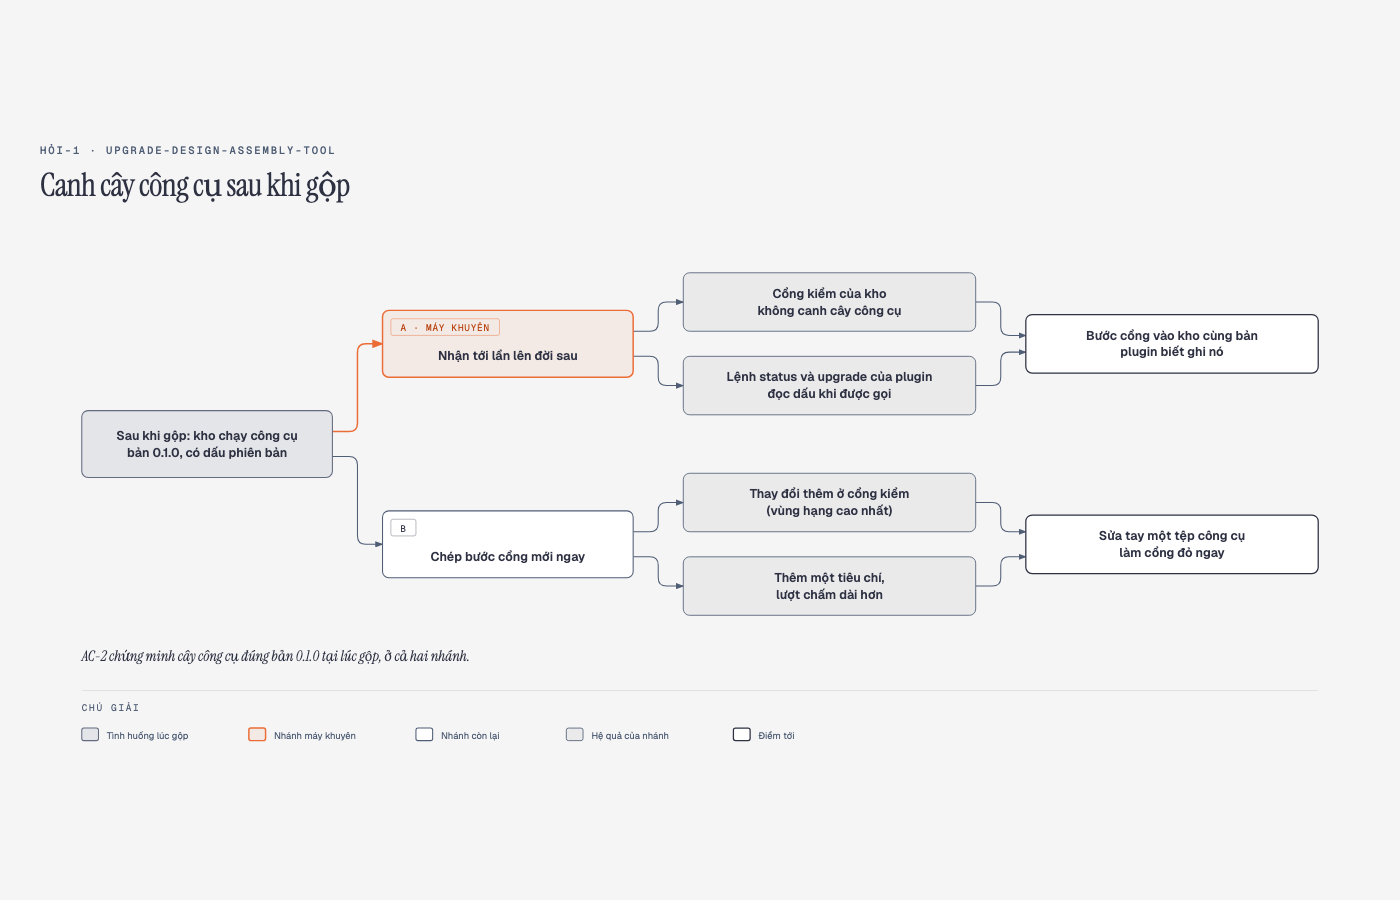 HỎI-1 · UPGRADE-DESIGN-ASSEMBLY-TOOL
Canh cây công cụ sau khi gộp
Sau khi gộp: kho chạy công cụ
bản 0.1.0, có dấu phiên bản
A · MÁY KHUYÊN
Nhận tới lần lên đời sau
B
Chép bước cổng mới ngay
Cổng kiểm của kho
không canh cây công cụ
Lệnh status và upgrade của plugin
đọc dấu khi được gọi
Thay đổi thêm ở cổng kiểm
(vùng hạng cao nhất)
Thêm một tiêu chí,
lượt chấm dài hơn
Bước cổng vào kho cùng bản
plugin biết ghi nó
Sửa tay một tệp công cụ
làm cổng đỏ ngay
AC-2 chứng minh cây công cụ đúng bản 0.1.0 tại lúc gộp, ở cả hai nhánh.
CHÚ GIẢI
Tình huống lúc gộp
Nhánh máy khuyên
Nhánh còn lại
Hệ quả của nhánh
Điểm tới